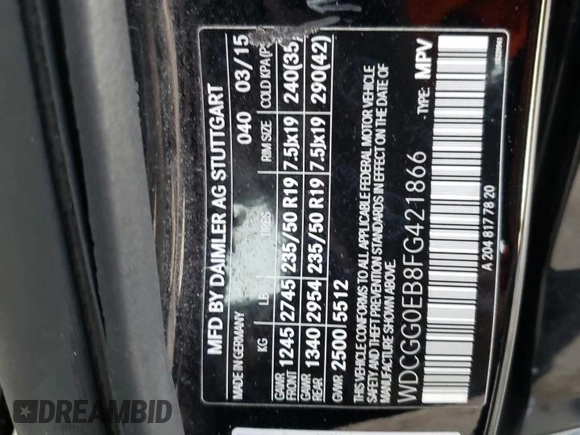 MFD BY DAIMLER AG STUTTGART
MADE IN GERMANY 040 03/15
KG LB TIRES RIM SIZE COLD KPA(PSI
GAWR FRONT 1245 2745 235/50 R19 7.5Jx19 240(35)
GAWR REAR 1340 2954 235/50 R19 7.5Jx19 290(42)
GVWR 2500 5512
THIS VEHICLE CONFORMS TO ALL APPLICABLE FEDERAL MOTOR VEHICLE
SAFETY AND THEFT PREVENTION STANDARDS IN EFFECT ON THE DATE OF
MANUFACTURE SHOWN ABOVE.
WDCGG0EB8FG421866 TYPE: MPV
A 204 817 78 20
DREAMBID